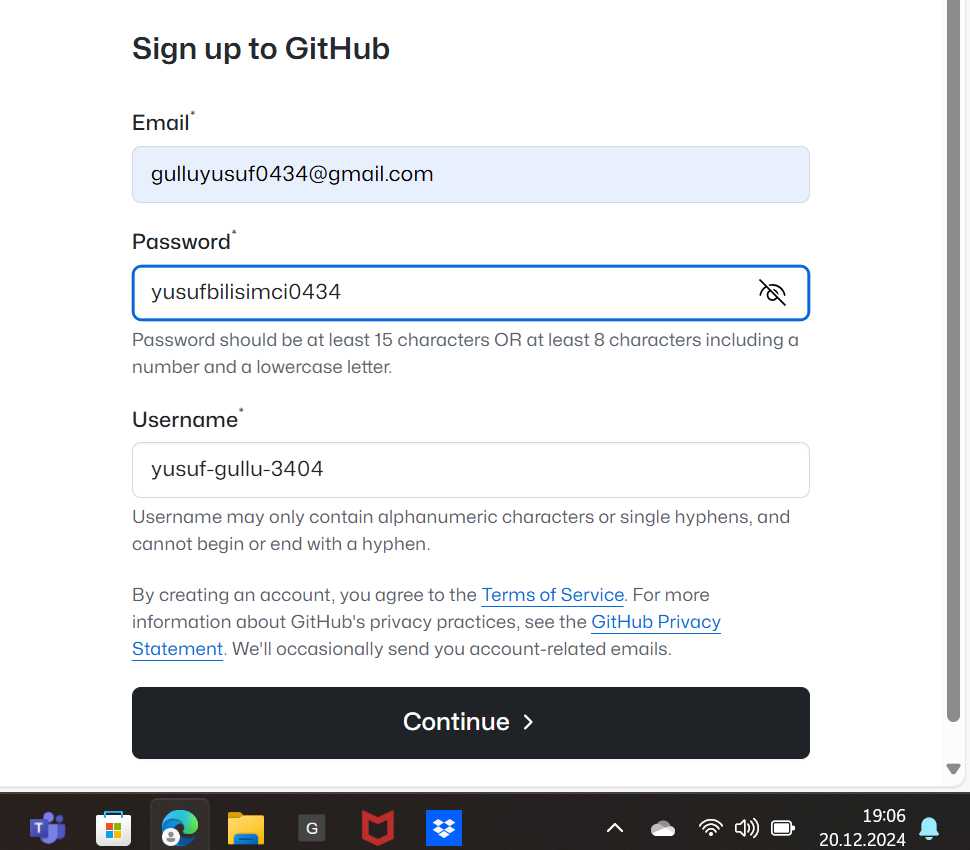 Sign up to GitHub
Email*
gulluyusuf0434@gmail.com
Password*
yusufbilisimci0434
Password should be at least 15 characters OR at least 8 characters including a
number and a lowercase letter.
Username*
yusuf-gullu-3404
Username may only contain alphanumeric characters or single hyphens, and
cannot begin or end with a hyphen.
By creating an account, you agree to the Terms of Service. For more
information about GitHub's privacy practices, see the GitHub Privacy
Statement. We'll occasionally send you account-related emails.
Continue
T
G
19:06
20.12.2024